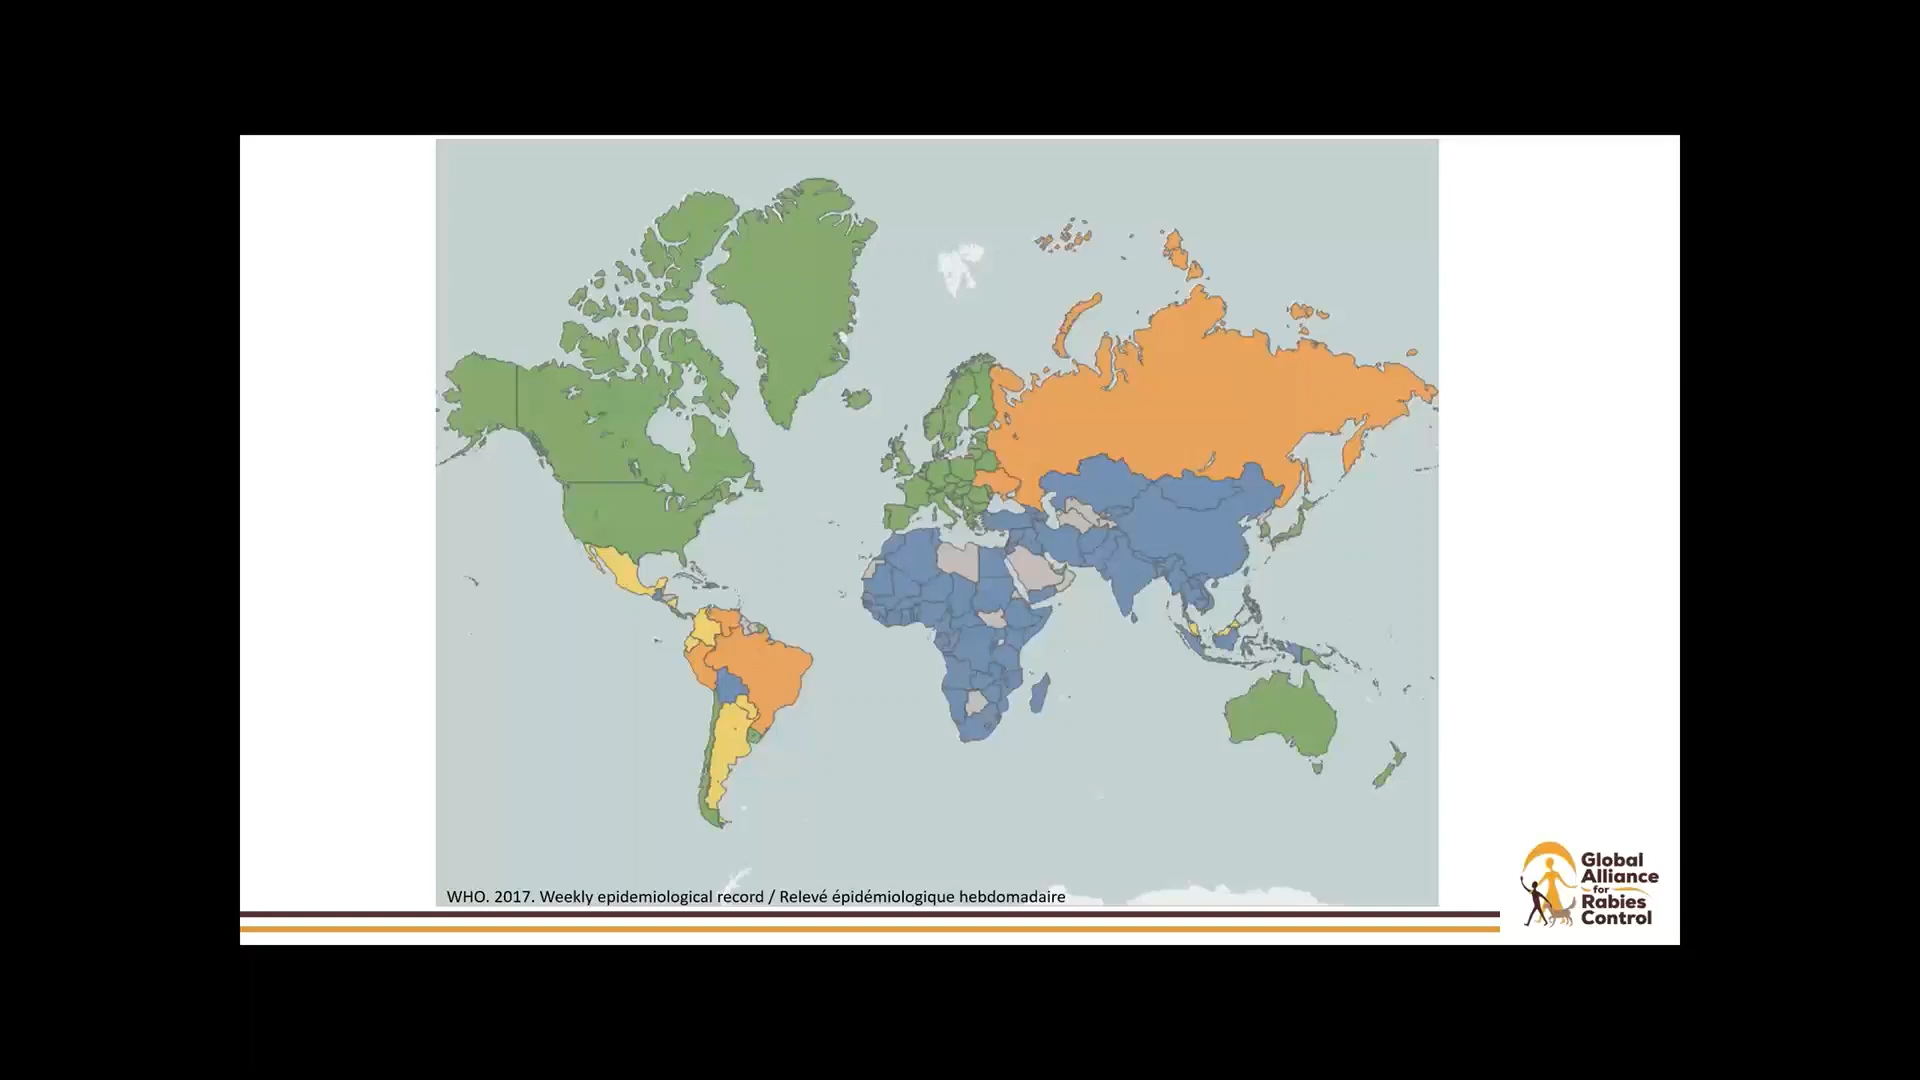 WHO. 2017. Weekly epidemiological record / Relevé épidémiologique hebdomadaire
Global
Alliance
for
Rabies
Control